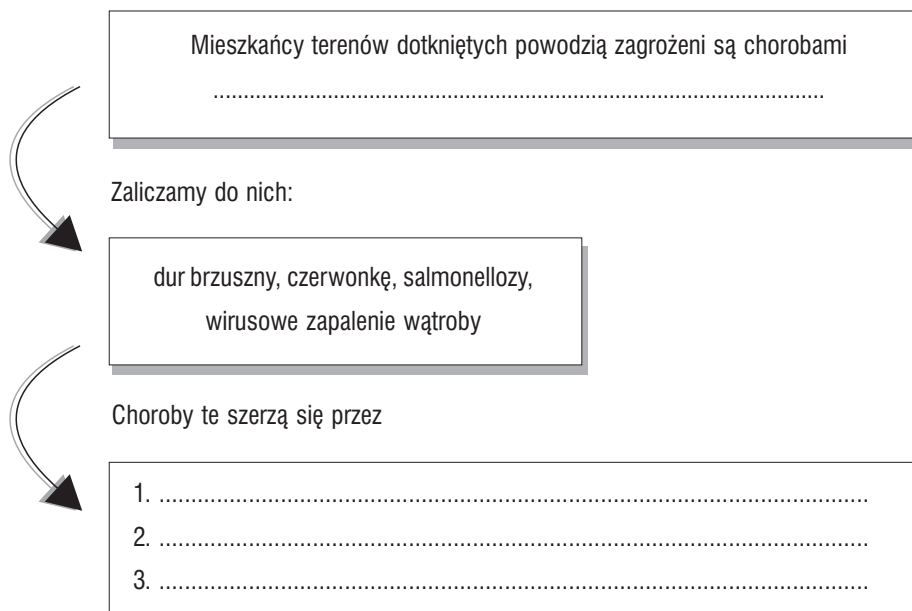 Mieszkańcy terenów dotkniętych powodzią zagrożeni są chorobami
....................................................................................................
Zaliczamy do nich:
dur brzuszny, czerwonkę, salmonellozy,
wirusowe zapalenie wątroby
Choroby te szerzą się przez
1. ....................................................................................................................
2. ....................................................................................................................
3. ....................................................................................................................